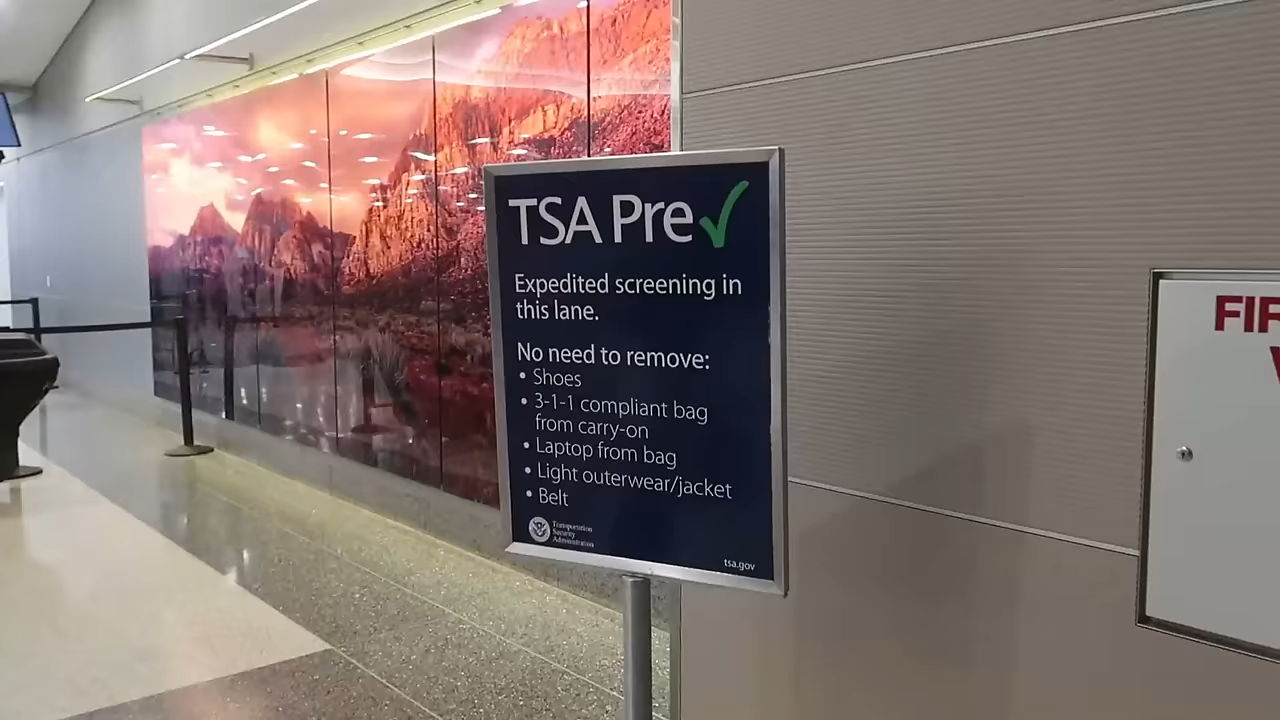 TSA Pre✓
Expedited screening in
this lane.
No need to remove:
• Shoes
• 3-1-1 compliant bag
from carry-on
• Laptop from bag
• Light outerwear/jacket
• Belt
Transportation
Security
Administration
tsa.gov